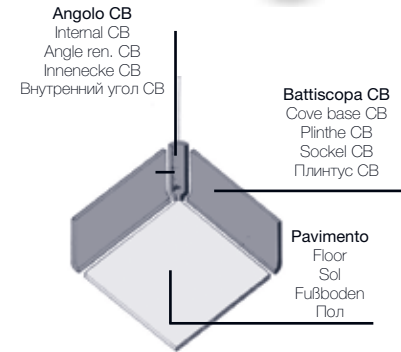 Angolo CB
Internal CB
Angle ren. CB
Innenecke CB
Внутренний угол CB
Battiscopa CB
Cove base CB
Plinthe CB
Sockel CB
Плинтус CB
Pavimento
Floor
Sol
Fußboden
Пол